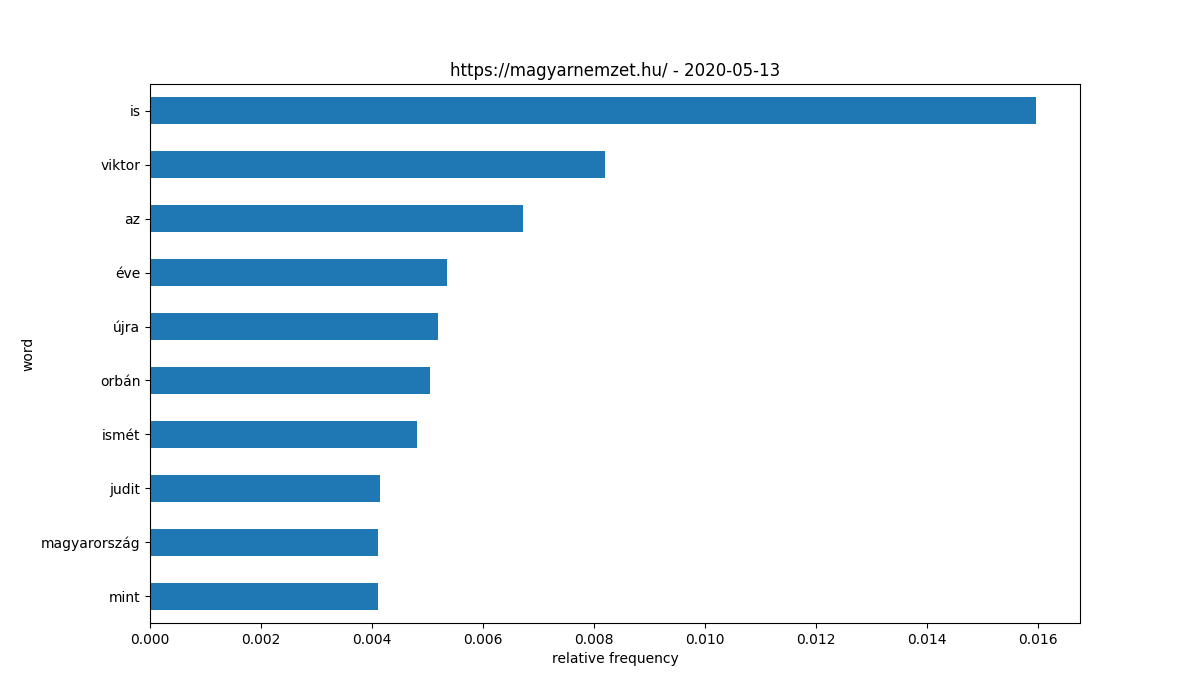 https://magyarnemzet.hu/ - 2020-05-13
word
is
viktor
az
éve
újra
orbán
ismét
judit
magyarország
mint
0.000 0.002 0.004 0.006 0.008 0.010 0.012 0.014 0.016
relative frequency